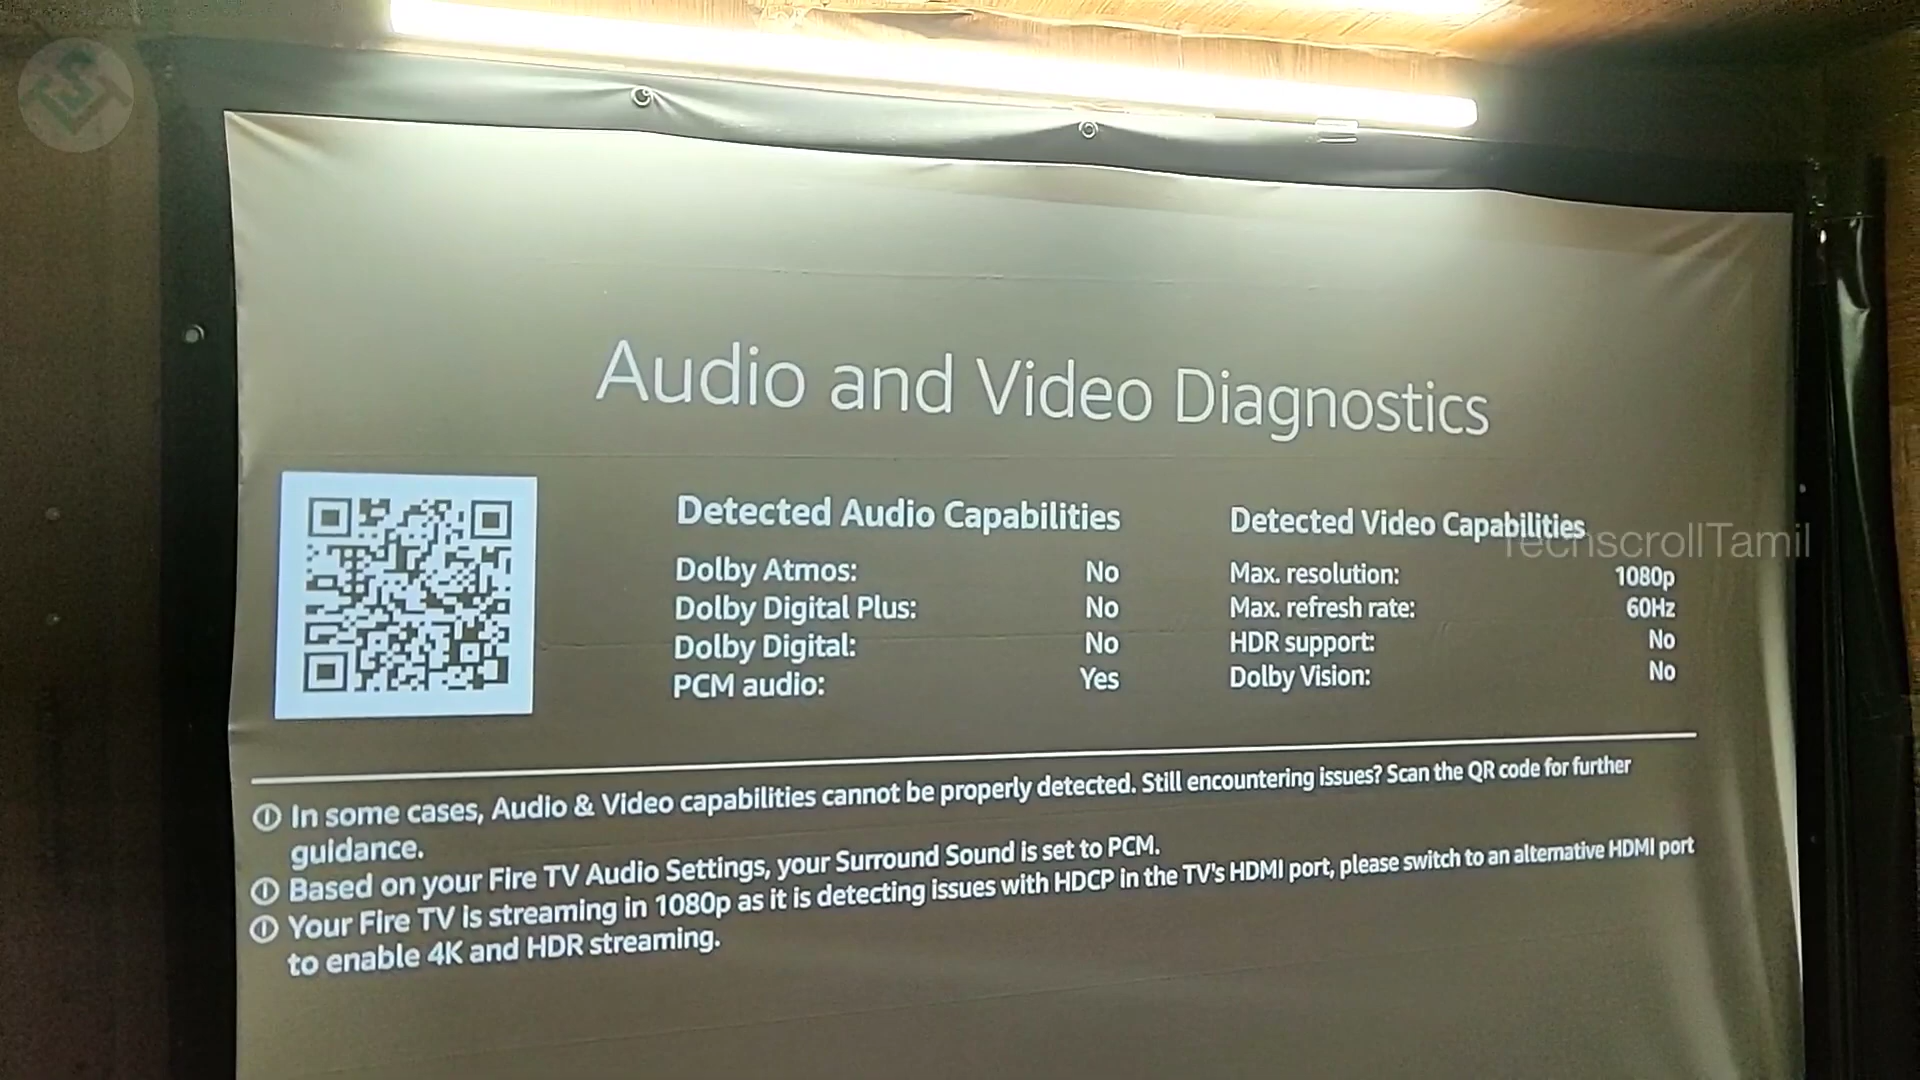 Audio and Video Diagnostics
Detected Audio Capabilities
Dolby Atmos: No
Dolby Digital Plus: No
Dolby Digital: No
PCM audio: Yes
Detected Video Capabilities
TechscrollTamil
Max. resolution: 1080p
Max. refresh rate: 60Hz
HDR support: No
Dolby Vision: No
In some cases, Audio & Video capabilities cannot be properly detected. Still encountering issues? Scan the QR code for further
guidance.
Based on your Fire TV Audio Settings, your Surround Sound is set to PCM.
Your Fire TV is streaming in 1080p as it is detecting issues with HDCP in the TV's HDMI port, please switch to an alternative HDMI port
to enable 4K and HDR streaming.